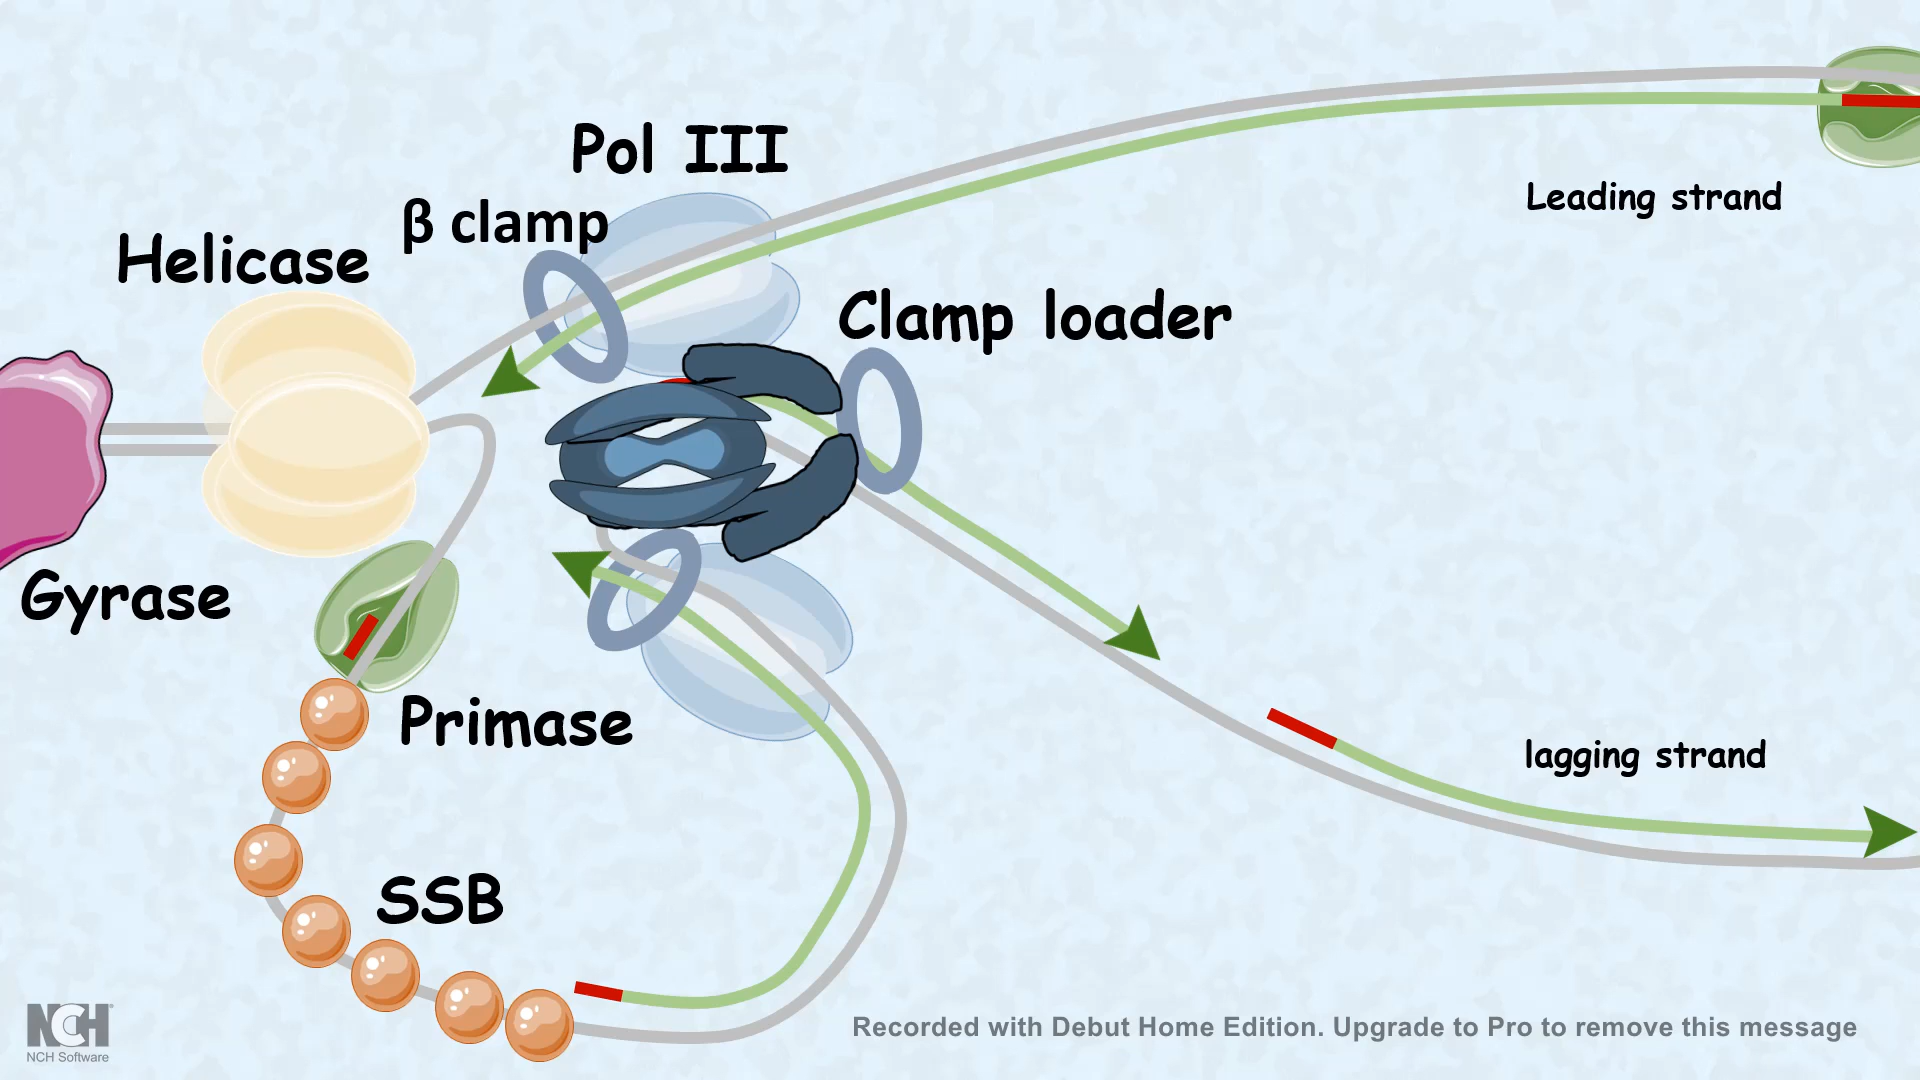 Pol III
β clamp
Helicase
Clamp loader
Leading strand
Gyrase
Primase
lagging strand
SSB
NCH
NCH Software
Recorded with Debut Home Edition. Upgrade to Pro to remove this message